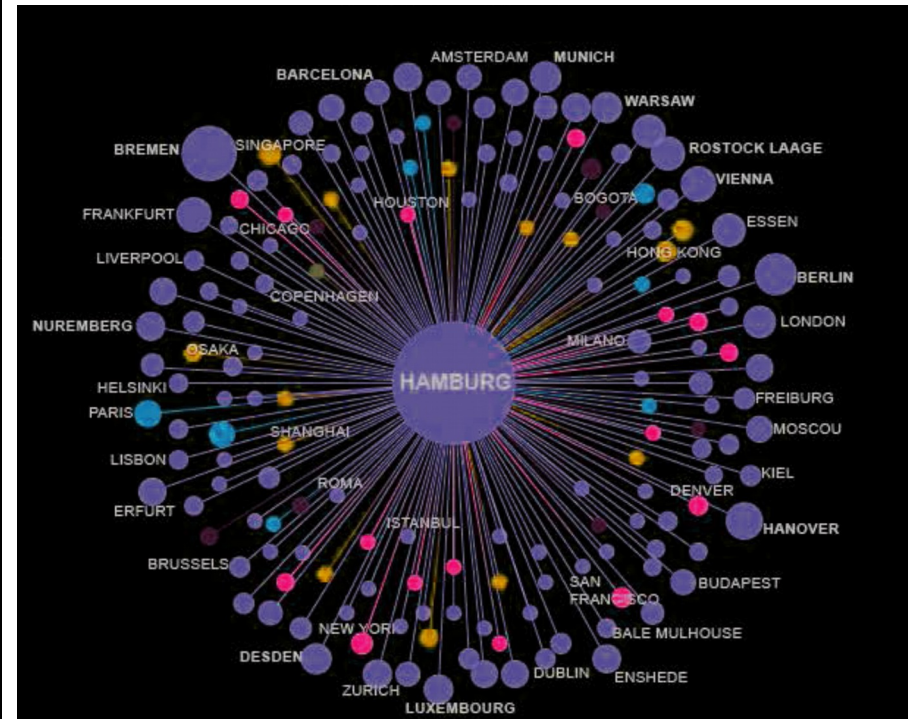 AMSTERDAM
MUNICH
BARCELONA
WARSAW
BREMEN
SINGAPORE
ROSTOCK LAAGE
VIENNA
HOUSTON
BOGOTA
FRANKFURT
CHICAGO
ESSEN
HONG KONG
LIVERPOOL
BERLIN
COPENHAGEN
NUREMBERG
LONDON
MILANO
OSAKA
HAMBURG
HELSINKI
FREIBURG
PARIS
MOSCOU
SHANGHAI
LISBON
KIEL
ROMA
DENVER
ERFURT
ISTANBUL
HANOVER
BRUSSELS
SAN
FRANCISCO
BUDAPEST
NEW YORK
BALE MULHOUSE
DESDEN
DUBLIN
ENSHEDE
ZURICH
LUXEMBOURG